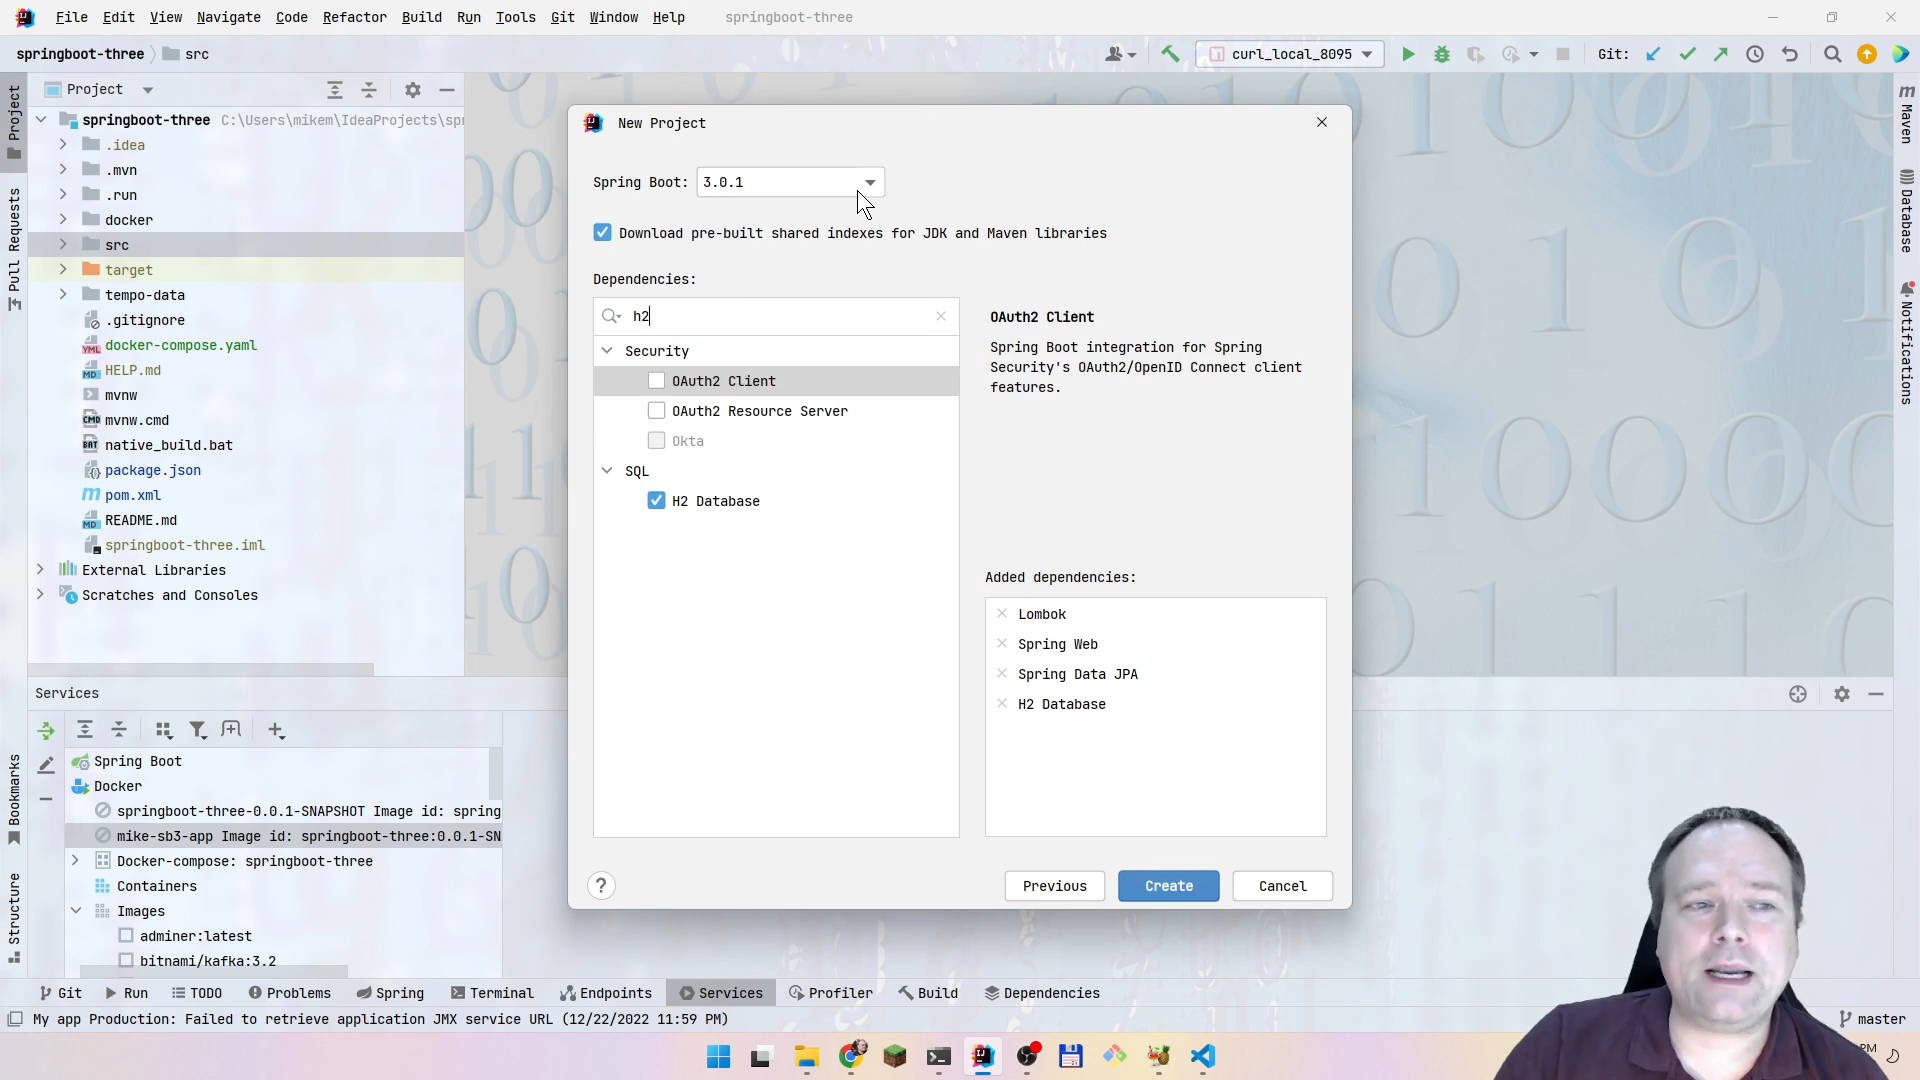 File Edit View Navigate Code Refactor Build Run Tools Git Window Help springboot-three
springboot-three src
curl_local_8095
Git:
Project
springboot-three C:\Users\mikem\IdeaProjects\spr
.idea
.mvn
.run
docker
src
target
tempo-data
.gitignore
docker-compose.yaml
HELP.md
mvnw
mvnw.cmd
native_build.bat
package.json
pom.xml
README.md
springboot-three.iml
External Libraries
Scratches and Consoles
Project
Pull Requests
Bookmarks
Structure
New Project
Spring Boot: 3.0.1
Download pre-built shared indexes for JDK and Maven libraries
Dependencies:
h2
Security
OAuth2 Client
OAuth2 Resource Server
Okta
SQL
H2 Database
OAuth2 Client
Spring Boot integration for Spring
Security's OAuth2/OpenID Connect client
features.
Added dependencies:
Lombok
Spring Web
Spring Data JPA
H2 Database
? Previous Create Cancel
Maven
Database
Notifications
Services
Spring Boot
Docker
springboot-three-0.0.1-SNAPSHOT Image id: spring
mike-sb3-app Image id: springboot-three:0.0.1-SN
Docker-compose: springboot-three
Containers
Images
adminer:latest
bitnami/kafka:3.2
Git Run TODO Problems Spring Terminal Endpoints Services Profiler Build Dependencies
My app Production: Failed to retrieve application JMX service URL (12/22/2022 11:59 PM)
master
PM